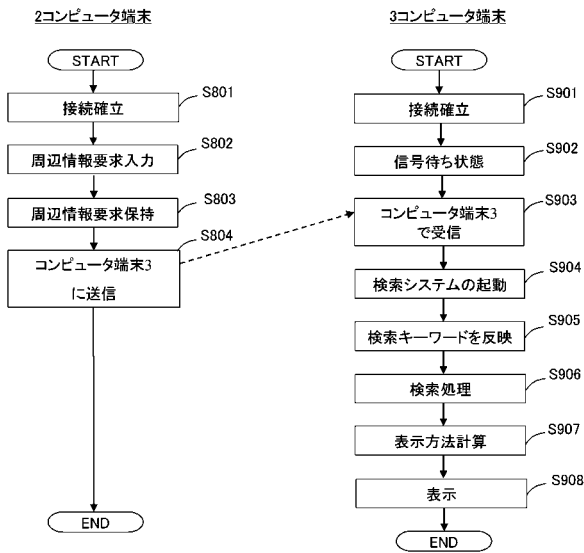 2コンピュータ端末
START
接続確立
S801
周辺情報要求入力
S802
周辺情報要求保持
S803
コンピュータ端末3
に送信
S804
END
3コンピュータ端末
START
接続確立
S901
信号待ち状態
S902
コンピュータ端末3
で受信
S903
検索システムの起動
S904
検索キーワードを反映
S905
検索処理
S906
表示方法計算
S907
表示
S908
END